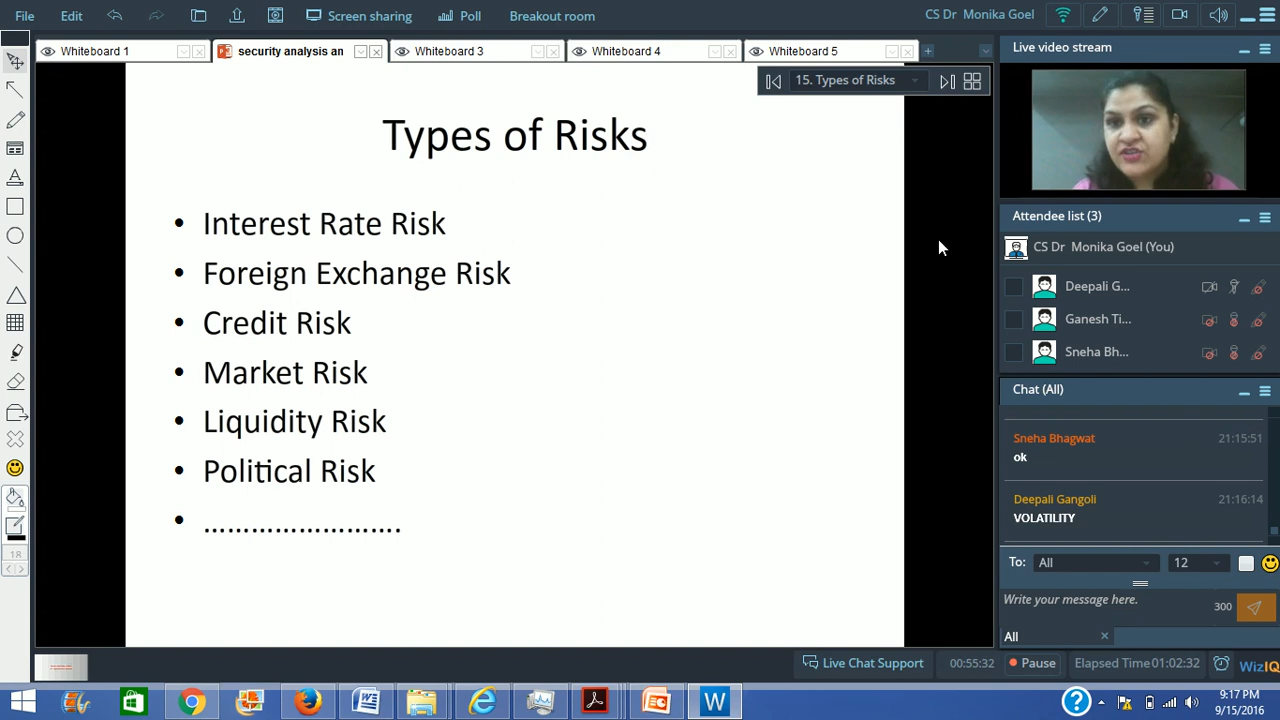 File Edit Screen sharing Poll Breakout room CS Dr Monika Goel
Whiteboard 1 security analysis an Whiteboard 3 Whiteboard 4 Whiteboard 5
15. Types of Risks
Types of Risks
• Interest Rate Risk
• Foreign Exchange Risk
• Credit Risk
• Market Risk
• Liquidity Risk
• Political Risk
• …………………….
Live video stream
Attendee list (3)
CS Dr Monika Goel (You)
Deepali G...
Ganesh Ti...
Sneha Bh...
Chat (All)
Sneha Bhagwat 21:15:51
ok
Deepali Gangoli 21:16:14
VOLATILITY
To: All 12
Write your message here. 300
All
1R
Live Chat Support 00:55:32 Pause Elapsed Time 01:02:32 WizIQ
9:17 PM
9/15/2016